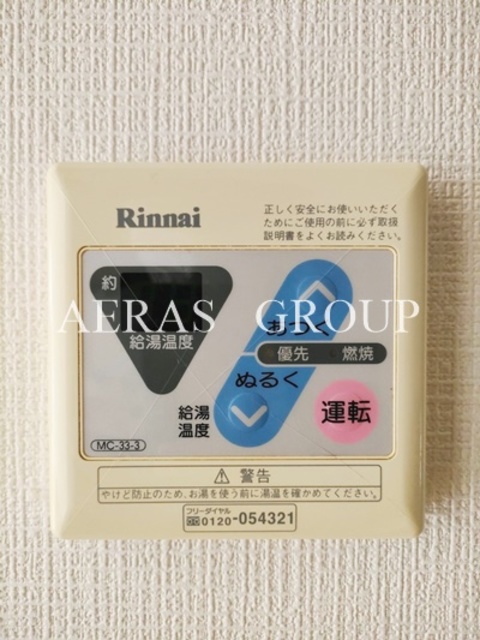 Rinnai
正しく安全にお使いいただく
ためにご使用の前に必ず取扱
説明書をよくお読みください。
約
給湯温度
AERAS GROUP
あつく
優先 燃焼
ぬるく
給湯
温度
運転
MC-33-3
⚠警告
やけど防止のため、お湯を使う前に湯温を確かめてください。
フリーダイヤル
0120-054321